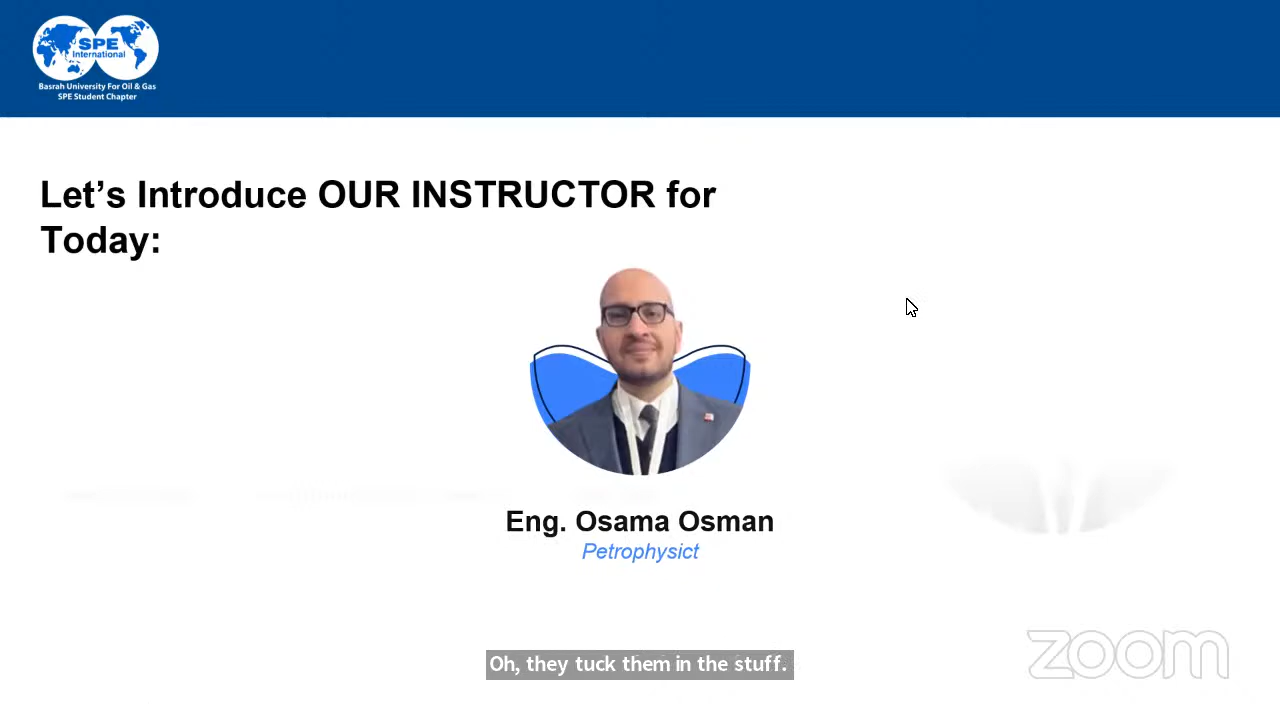 SPE
International
Basrah University For Oil & Gas
SPE Student Chapter
Let’s Introduce OUR INSTRUCTOR for
Today:
Eng. Osama Osman
Petrophysict
Oh, they tuck them in the stuff.
zoom